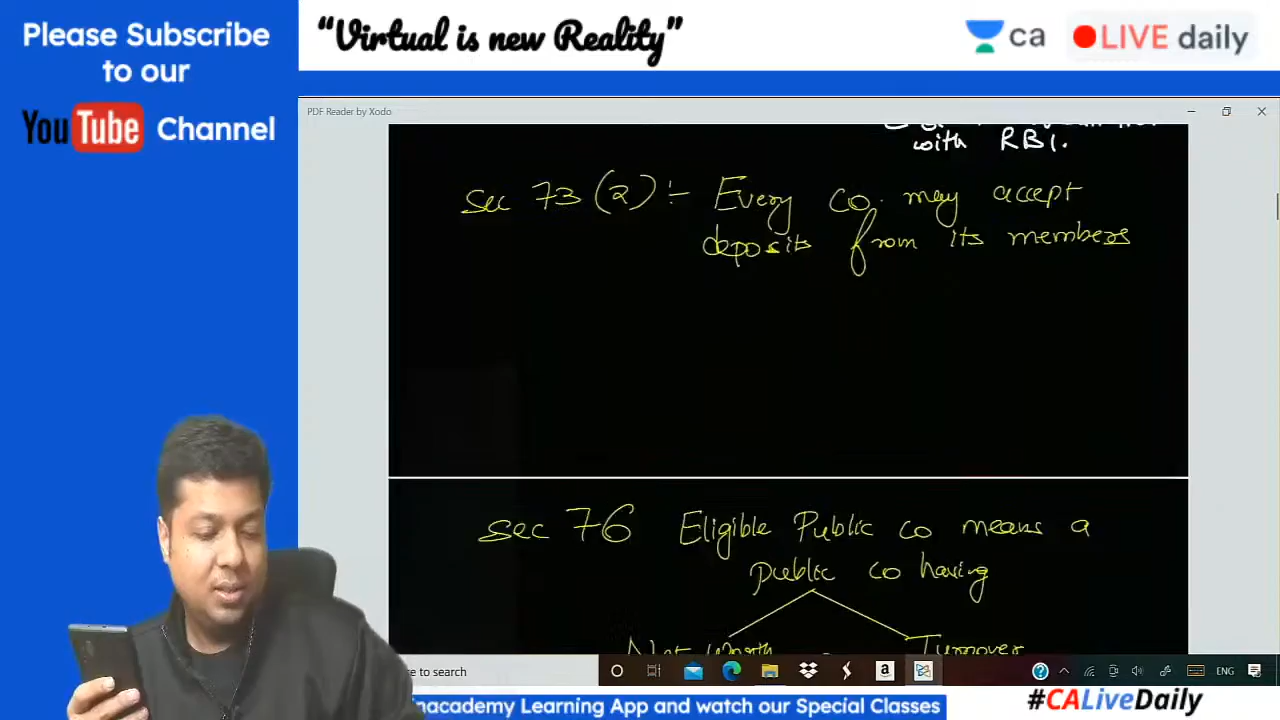 Please Subscribe
to our
YouTube Channel
“Virtual is new Reality”
ca
LIVE daily
PDF Reader by Xodo
with RBI.
Sec 73 (2) :- Every co. may accept
deposits from its members
Sec 76 Eligible Public co means a
public co having
Net Worth Turnover
e to search
ENG
nacademy Learning App and watch our Special Classes
#CALiveDaily